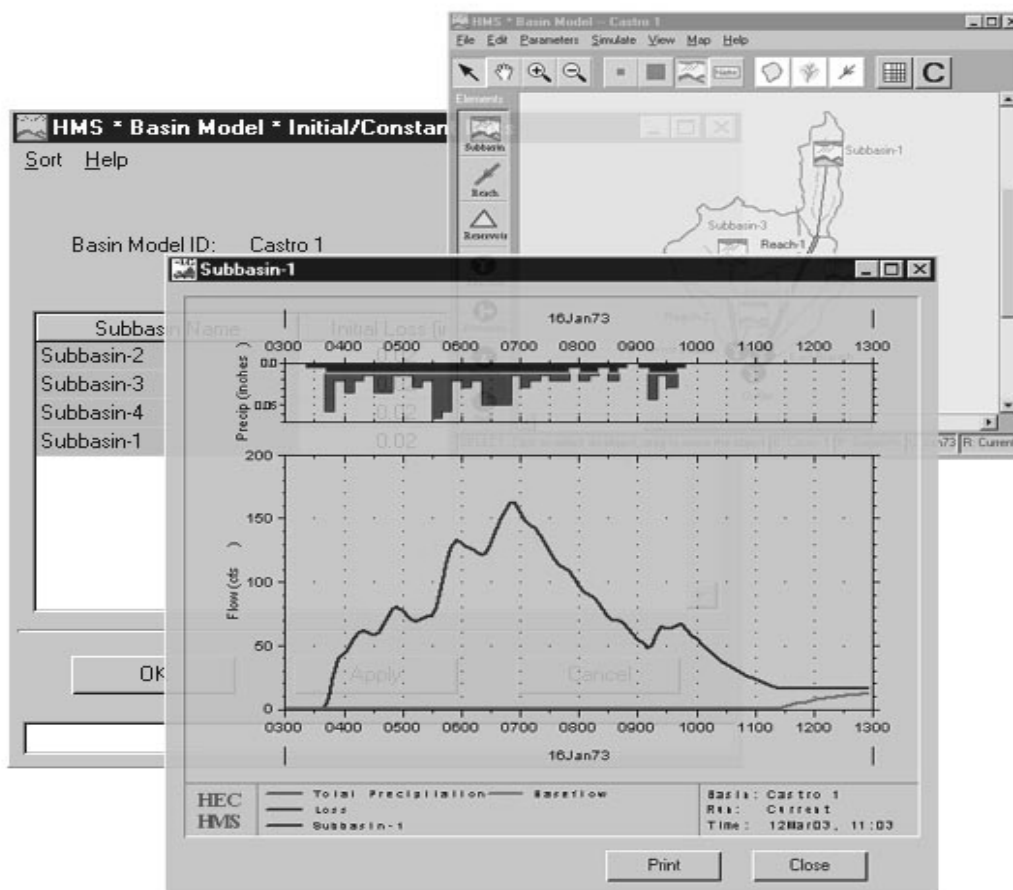 HMS * Basin Model -- Castro 1
File Edit Parameters Simulate View Map Help
C
Elements
Subbasin
Reach
Reservoir
Subbasin-1
Subbasin-3
Reach-1
HMS * Basin Model * Initial/Constant
Sort Help
Basin Model ID: Castro 1
Subbasin Name Initial Loss (in
Subbasin-2 0.02
Subbasin-3
Subbasin-4 0.02
Subbasin-1 0.02
OK Apply Cancel
Subbasin-1
16Jan73
0300 0400 0500 0600 0700 0800 0900 1000 1100 1200 1300
Precip (inches )
0.0
0.05
Flow (cfs )
200
150
100
50
0
0300 0400 0500 0600 0700 0800 0900 1000 1100 1200 1300
16Jan73
HEC
HMS
Total Precipitation Baseflow
Loss
Subbasin-1
Basin: Castro 1
Run: Current
Time: 12Mar03, 11:03
Print Close
n73 R: Curren